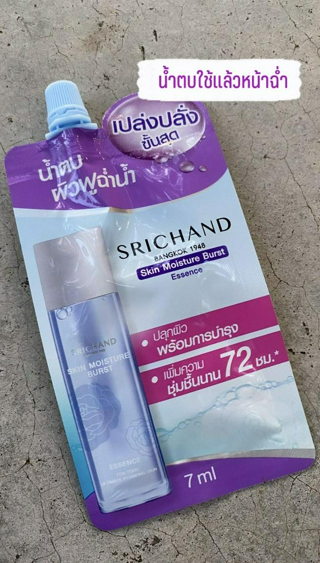 น้ำตบใช้แล้วหน้าฉ่ำ
เปล่งปลั่ง
ขั้นสุด
น้ำตบ
ผิวฟูฉ่ำน้ำ
SRICHAND
BANGKOK 1948
Skin Moisture Burst
Essence
• ปลุกผิว
พร้อมการบำรุง
• เพิ่มความ
ชุ่มชื้นนาน 72 ชม.*
SRICHAND
SKIN MOISTURE
BURST
ESSENCE
7 ml